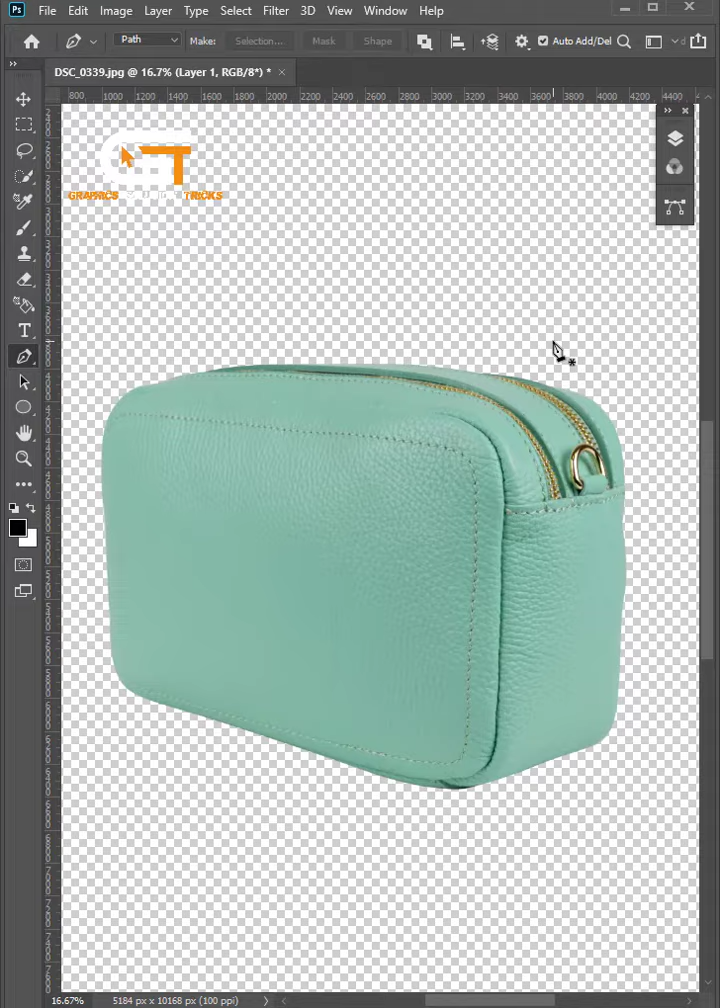 Ps File Edit Image Layer Type Select Filter 3D View Window Help
Path Make: Selection... Mask Shape Auto Add/Del
DSC_0339.jpg @ 16.7% (Layer 1, RGB/8*) * ×
800 1000 1200 1400 1600 1800 2000 2200 2400 2600 2800 3000 3200 3400 3600 3800 4000 4200 4400
GT
GRAPHICS TRICKS
16.67% 5184 px x 10168 px (100 ppi)